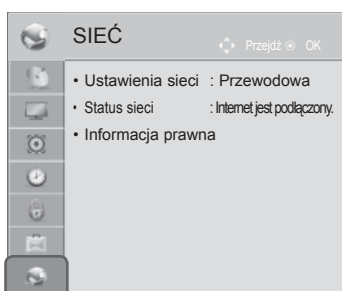 SIEĆ
Przejdź OK
• Ustawienia sieci : Przewodowa
• Status sieci : Internet jest podłączony.
• Informacja prawna